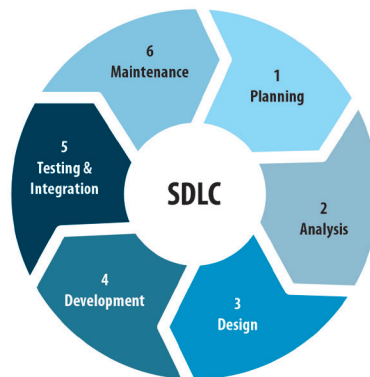 SDLC
1
Planning
2
Analysis
3
Design
4
Development
5
Testing &
Integration
6
Maintenance